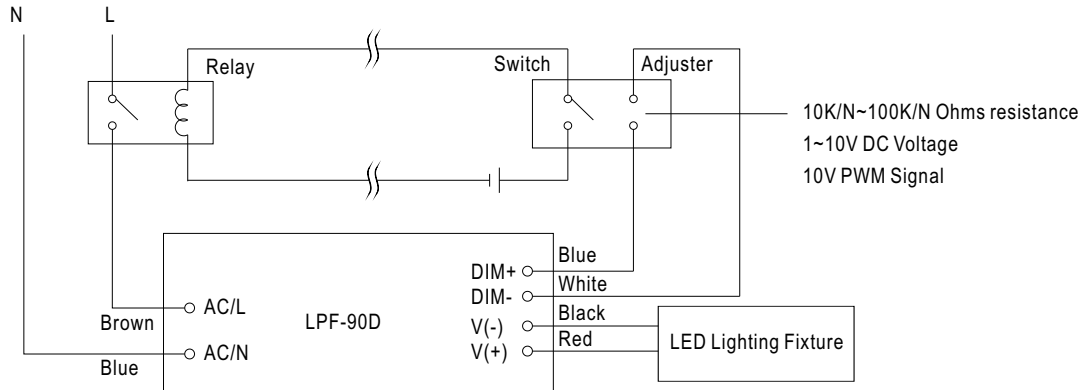 N L
Relay
Switch
Adjuster
10K/N~100K/N Ohms resistance
1~10V DC Voltage
10V PWM Signal
Blue
DIM+
White
DIM-
Black
V(-)
Red
V(+)
AC/L
Brown
AC/N
Blue
LPF-90D
LED Lighting Fixture